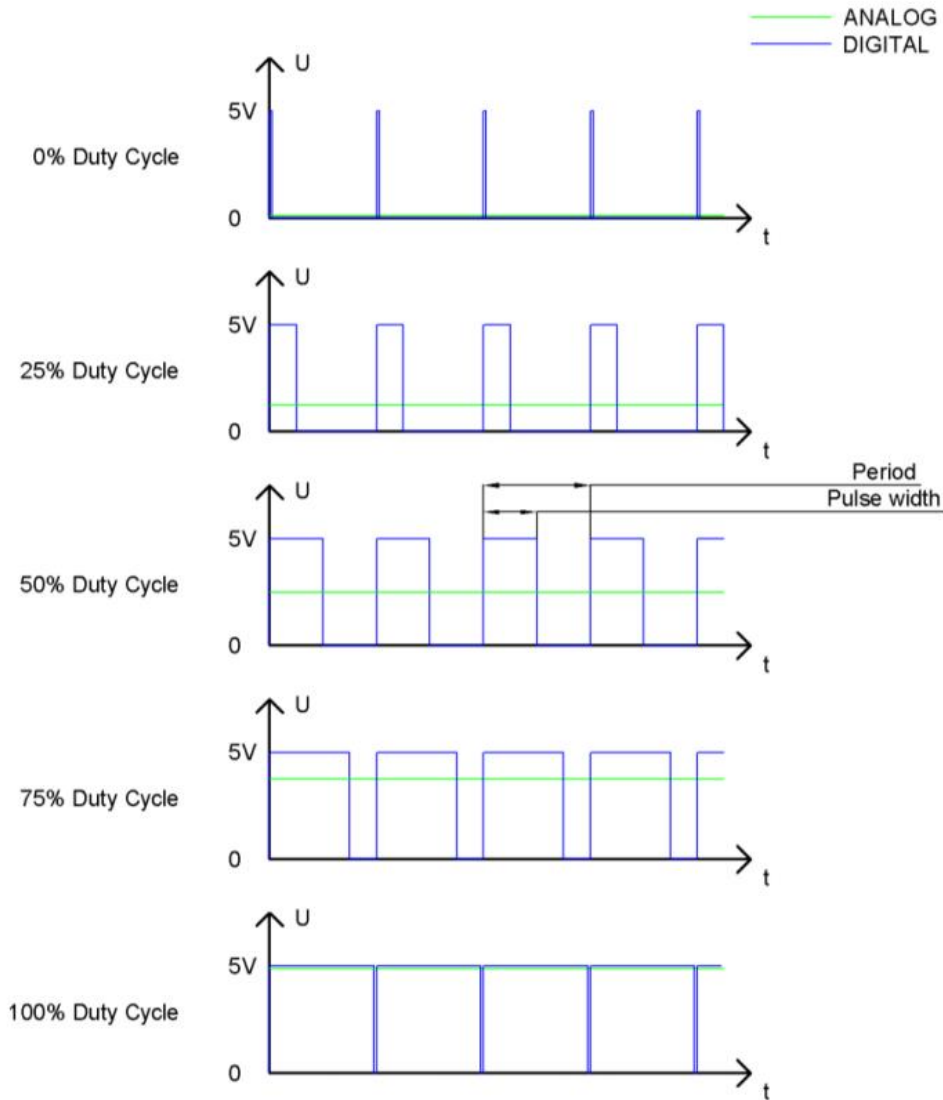 ANALOG
DIGITAL
U
5V
0% Duty Cycle
0
t
U
5V
25% Duty Cycle
0
t
Period
Pulse width
U
5V
50% Duty Cycle
0
t
U
5V
75% Duty Cycle
0
t
U
5V
100% Duty Cycle
0
t